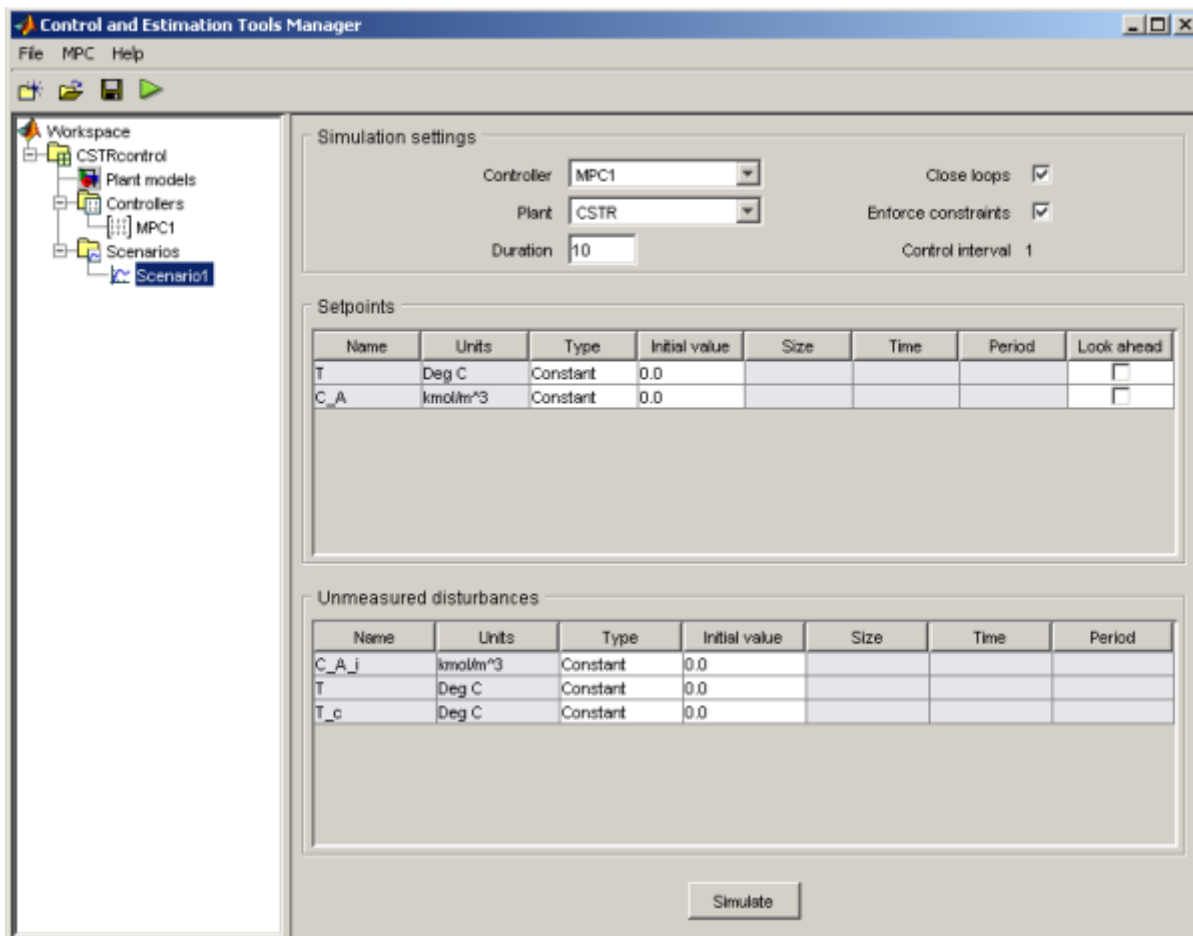 Control and Estimation Tools Manager
File MPC Help
Workspace
CSTRcontrol
Plant models
Controllers
MPC1
Scenarios
Scenario1
Simulation settings
Controller MPC1 Close loops
Plant CSTR Enforce constraints
Duration 10 Control interval 1
Setpoints
Name Units Type Initial value Size Time Period Look ahead
T Deg C Constant 0.0
C_A kmol/m^3 Constant 0.0
Unmeasured disturbances
Name Units Type Initial value Size Time Period
C_A_i kmol/m^3 Constant 0.0
T Deg C Constant 0.0
T_c Deg C Constant 0.0
Simulate